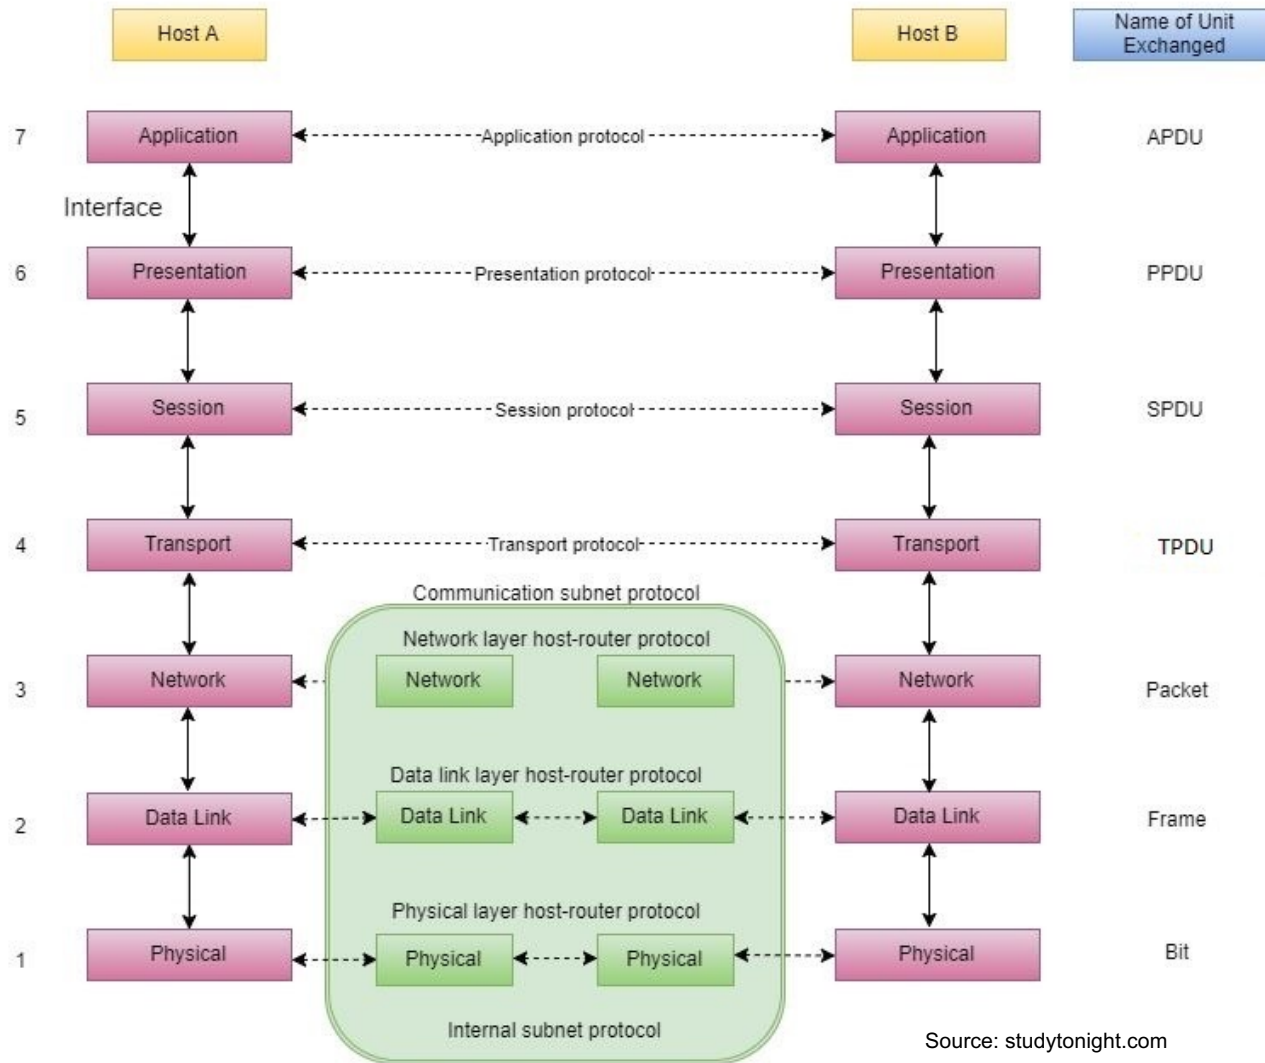 Host A
Host B
Name of Unit
Exchanged
7
Application
Application protocol
Application
APDU
Interface
6
Presentation
Presentation protocol
Presentation
PPDU
5
Session
Session protocol
Session
SPDU
4
Transport
Transport protocol
Transport
TPDU
Communication subnet protocol
Network layer host-router protocol
3
Network
Network
Network
Network
Packet
Data link layer host-router protocol
2
Data Link
Data Link
Data Link
Data Link
Frame
Physical layer host-router protocol
1
Physical
Physical
Physical
Physical
Bit
Internal subnet protocol
Source: studytonight.com